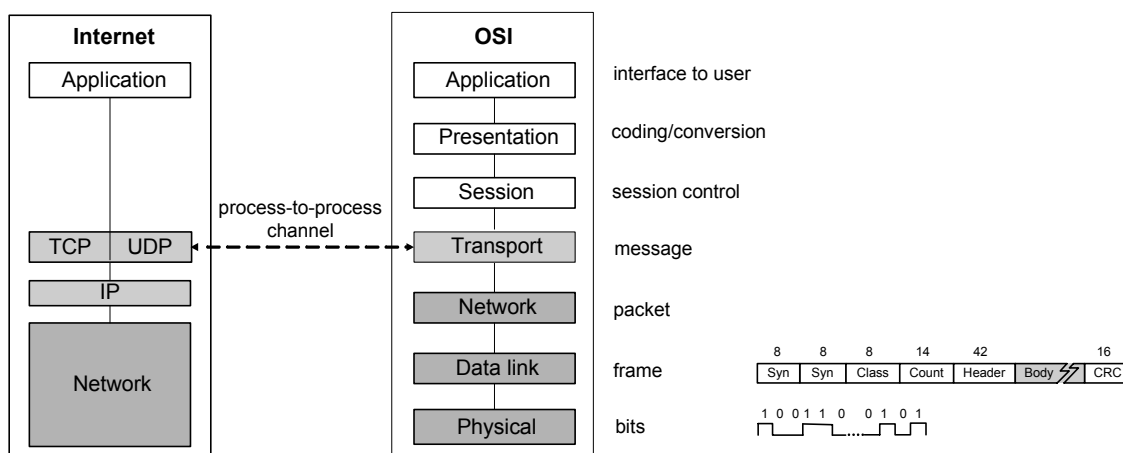 Internet
Application
TCP UDP
IP
Network
process-to-process
channel
OSI
Application
Presentation
Session
Transport
Network
Data link
Physical
interface to user
coding/conversion
session control
message
packet
frame
bits
8 8 8 14 42 16
Syn Syn Class Count Header Body CRC
1 0 0 1 1 0 0 1 0 1